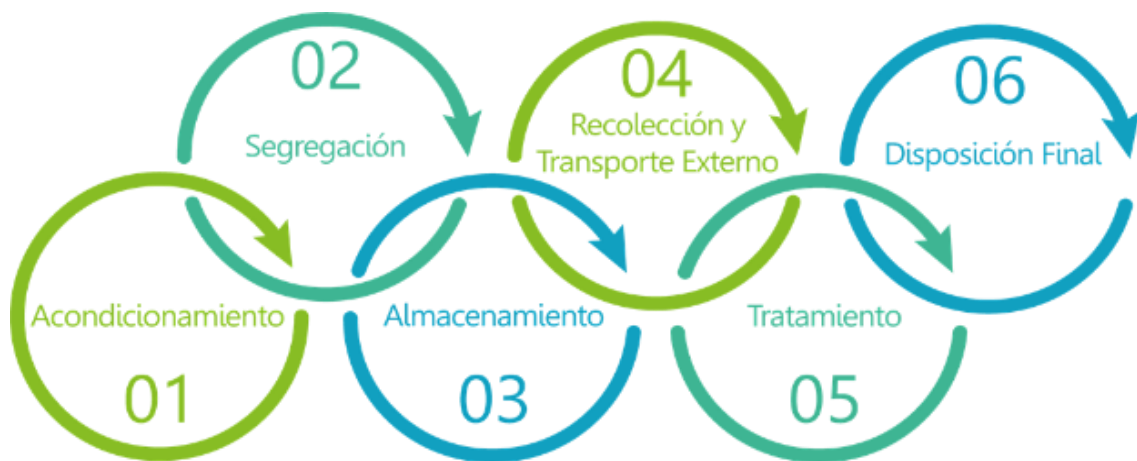 01
Acondicionamiento
02
Segregación
03
Almacenamiento
04
Recolección y
Transporte Externo
05
Tratamiento
06
Disposición Final